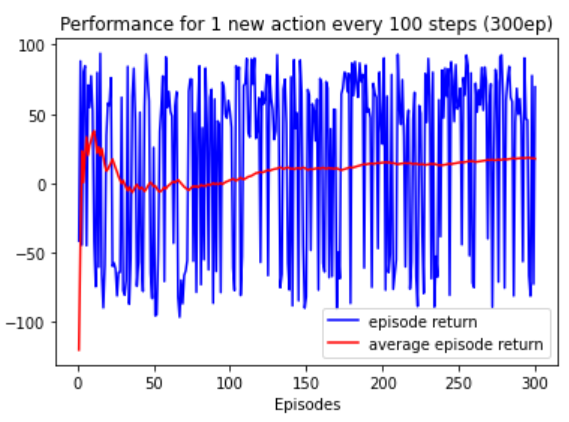 Performance for 1 new action every 100 steps (300ep)
100
50
0
−50
−100
0 50 100 150 200 250 300
Episodes
episode return
average episode return